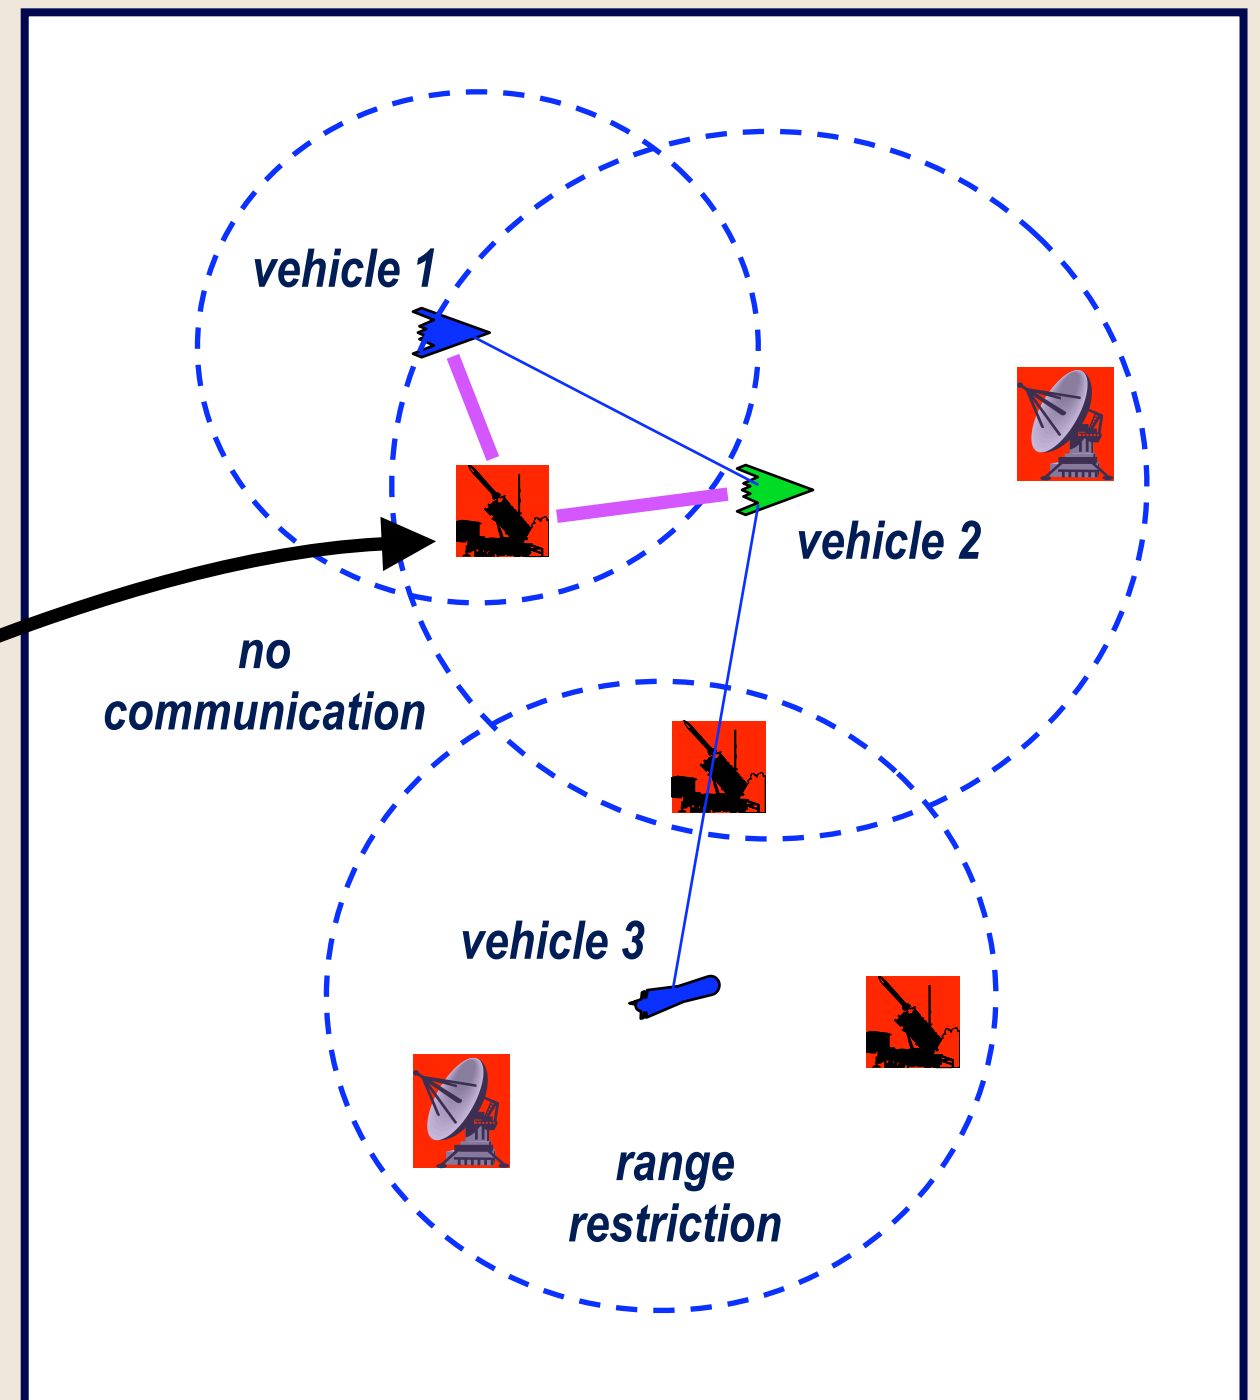 vehicle 1
vehicle 2
no
communication
vehicle 3
range
restriction